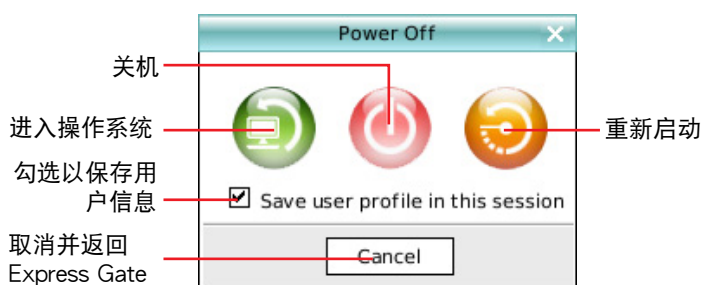 Power Off
关机
进入操作系统
重新启动
勾选以保存用
户信息
Save user profile in this session
取消并返回
Express Gate
Cancel